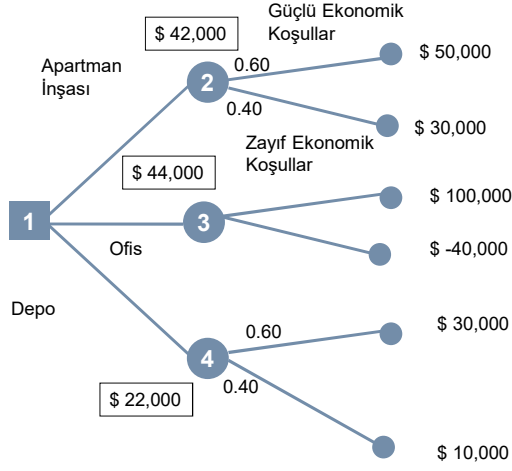 Güçlü Ekonomik
Koşullar
$ 42,000
$ 50,000
Apartman
İnşası
0.60
2
0.40
$ 30,000
Zayıf Ekonomik
Koşullar
$ 44,000
$ 100,000
1
3
Ofis
$ -40,000
Depo
$ 30,000
0.60
4
0.40
$ 22,000
$ 10,000